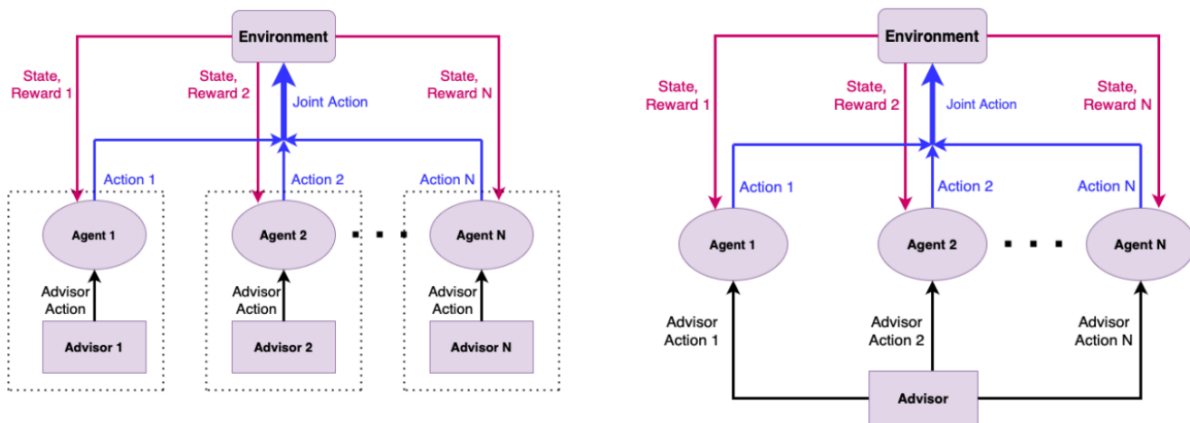 Environment
State,
Reward 1
State,
Reward 2
State,
Reward N
Joint Action
Action 1
Action 2
Action N
Agent 1
Agent 2
Agent N
Advisor
Action
Advisor
Action
Advisor
Action
Advisor 1
Advisor 2
Advisor N
Environment
State,
Reward 1
State,
Reward 2
State,
Reward N
Joint Action
Action 1
Action 2
Action N
Agent 1
Agent 2
Agent N
Advisor
Action 1
Advisor
Action 2
Advisor
Action N
Advisor